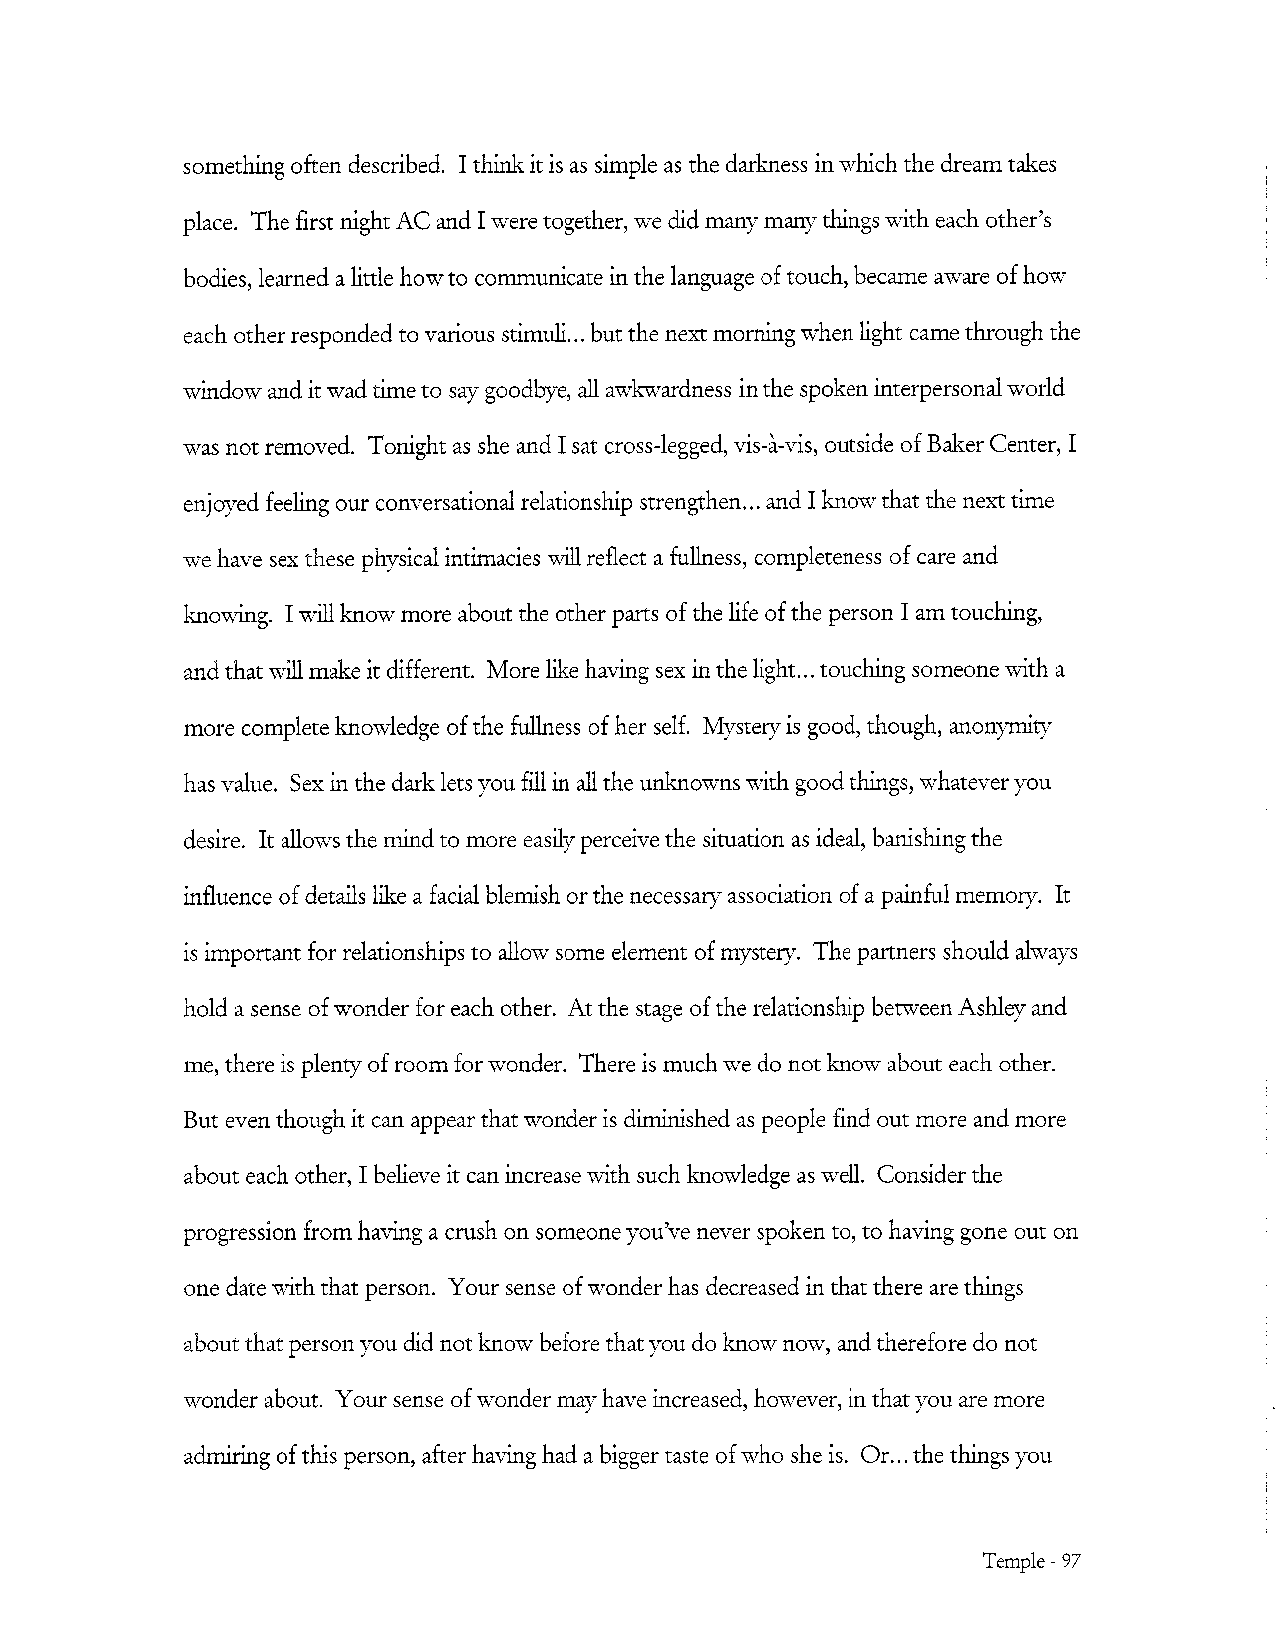 something often described.  I think it is as simple as the darkness in which the dream takes
place.  The first night AC and I were together, we did many many things with each other's
bodies, learned a little how to communicate in the language of touch, became aware of how
each other responded to various stimuli... but the next morning when light came through the
window and it wad time to say goodbye, all awkwardness in the spoken interpersonal world
was not removed.  Tonight as she and I sat cross-legged, vis-à-vis, outside of Baker Center, I
enjoyed feeling our conversational relationship strengthen... and I know that the next time
we have sex these physical intimacies will reflect a fullness, completeness of care and
knowing.  I will know more about the other parts of the life of the person I am touching,
and that will make it different.  More like having sex in the light... touching someone with a
more complete knowledge of the fullness of her self.  Mystery is good, though, anonymity
has value.  Sex in the dark lets you fill in all the unknowns with good things, whatever you
desire.  It allows the mind to more easily perceive the situation as ideal, banishing the
influence of details like a facial blemish or the necessary association of a painful memory.  It
is important for relationships to allow some element of mystery.  The partners should always
hold a sense of wonder for each other.  At the stage of the relationship between Ashley and
me, there is plenty of room for wonder.  There is much we do not know about each other.
But even though it can appear that wonder is diminished as people find out more and more
about each other, I believe it can increase with such knowledge as well.  Consider the
progression from having a crush on someone you've never spoken to, to having gone out on
one date with that person.  Your sense of wonder has decreased in that there are things
about that person you did not know before that you do know now, and therefore do not
wonder about.  Your sense of wonder may have increased, however, in that you are more
admiring of this person, after having had a bigger taste of who she is.  Or... the things you
Temple - 97